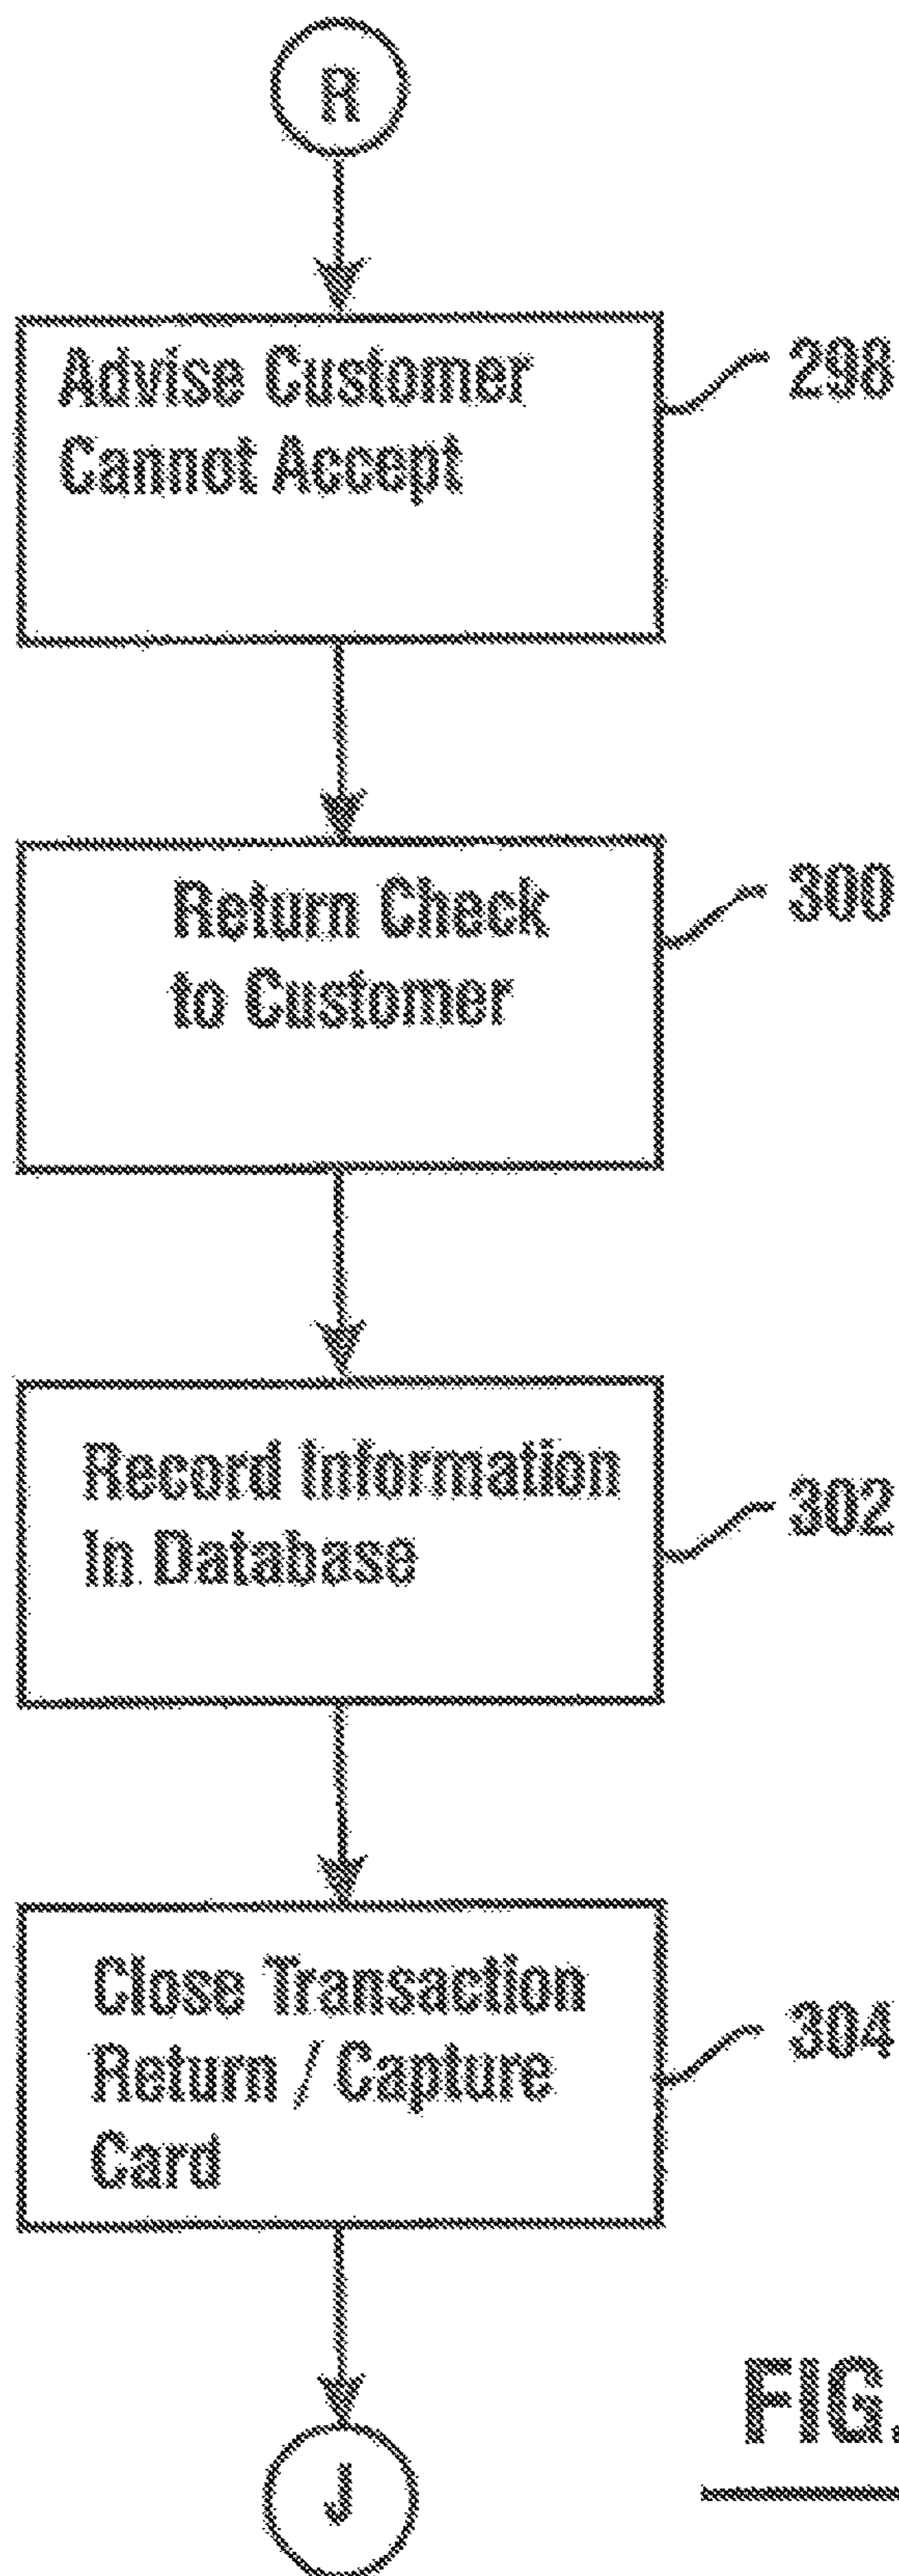 R
Advise Customer
Cannot Accept
298
Return Check
to Customer
300
Record Information
In Database
302
Close Transaction
Return / Capture
Card
304
J
FIG.